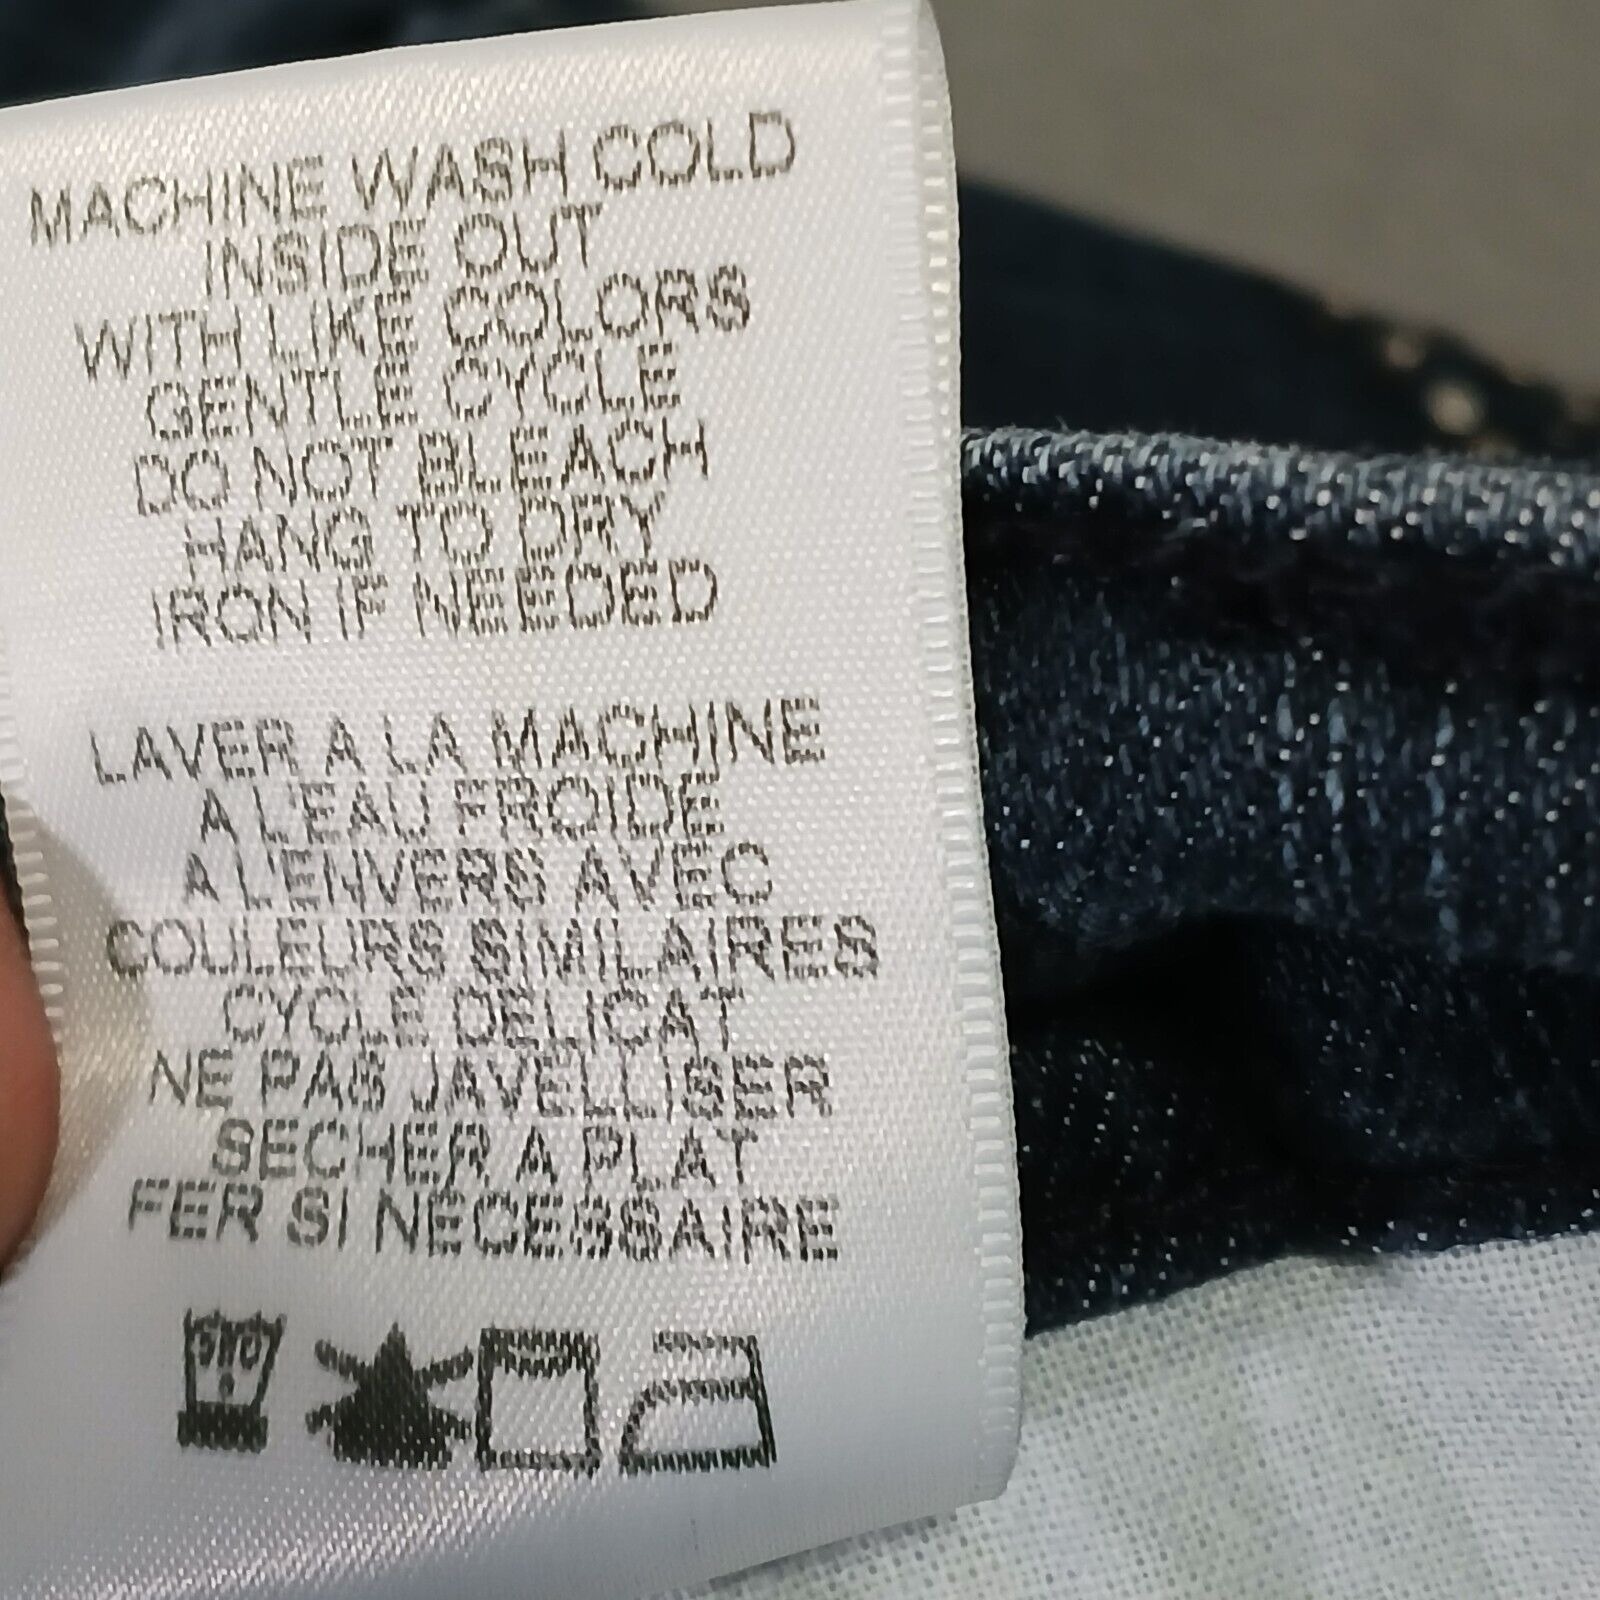 MACHINE WASH COLD
INSIDE OUT
WITH LIKE COLORS
GENTLE CYCLE
DO NOT BLEACH
HANG TO DRY
IRON IF NEEDED
LAVER A LA MACHINE
A L'EAU FROIDE
A L'ENVERS AVEC
COULEURS SIMILAIRES
CYCLE DELICAT
NE PAS JAVELLISER
SECHER A PLAT
FER SI NECESSAIRE